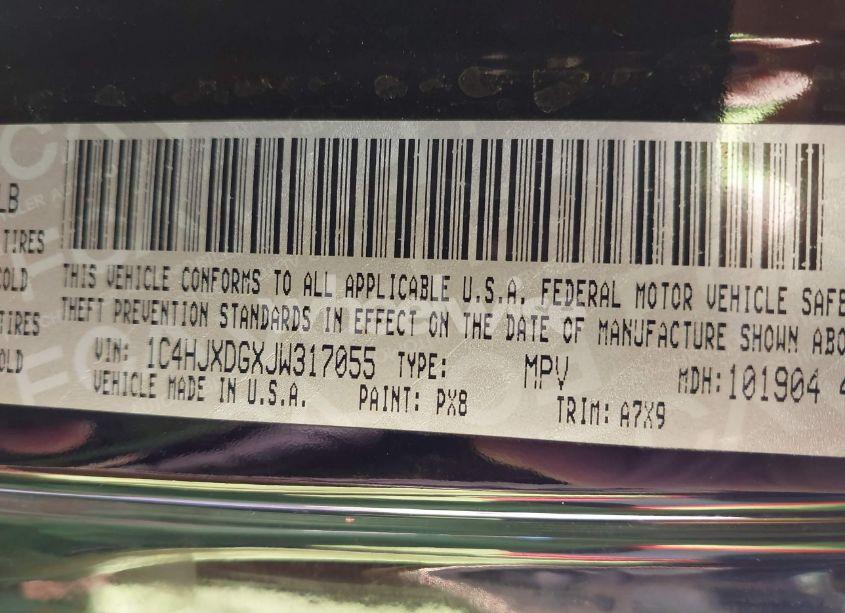 LB
TIRES
COLD
TIRES
OLD
THIS VEHICLE CONFORMS TO ALL APPLICABLE U.S.A. FEDERAL MOTOR VEHICLE SAFE
THEFT PREVENTION STANDARDS IN EFFECT ON THE DATE OF MANUFACTURE SHOWN ABO
VIN: 1C4HJXDGXJW317055 TYPE: MPV MDH: 101904 4
VEHICLE MADE IN U.S.A. PAINT: PX8 TRIM: A7X9